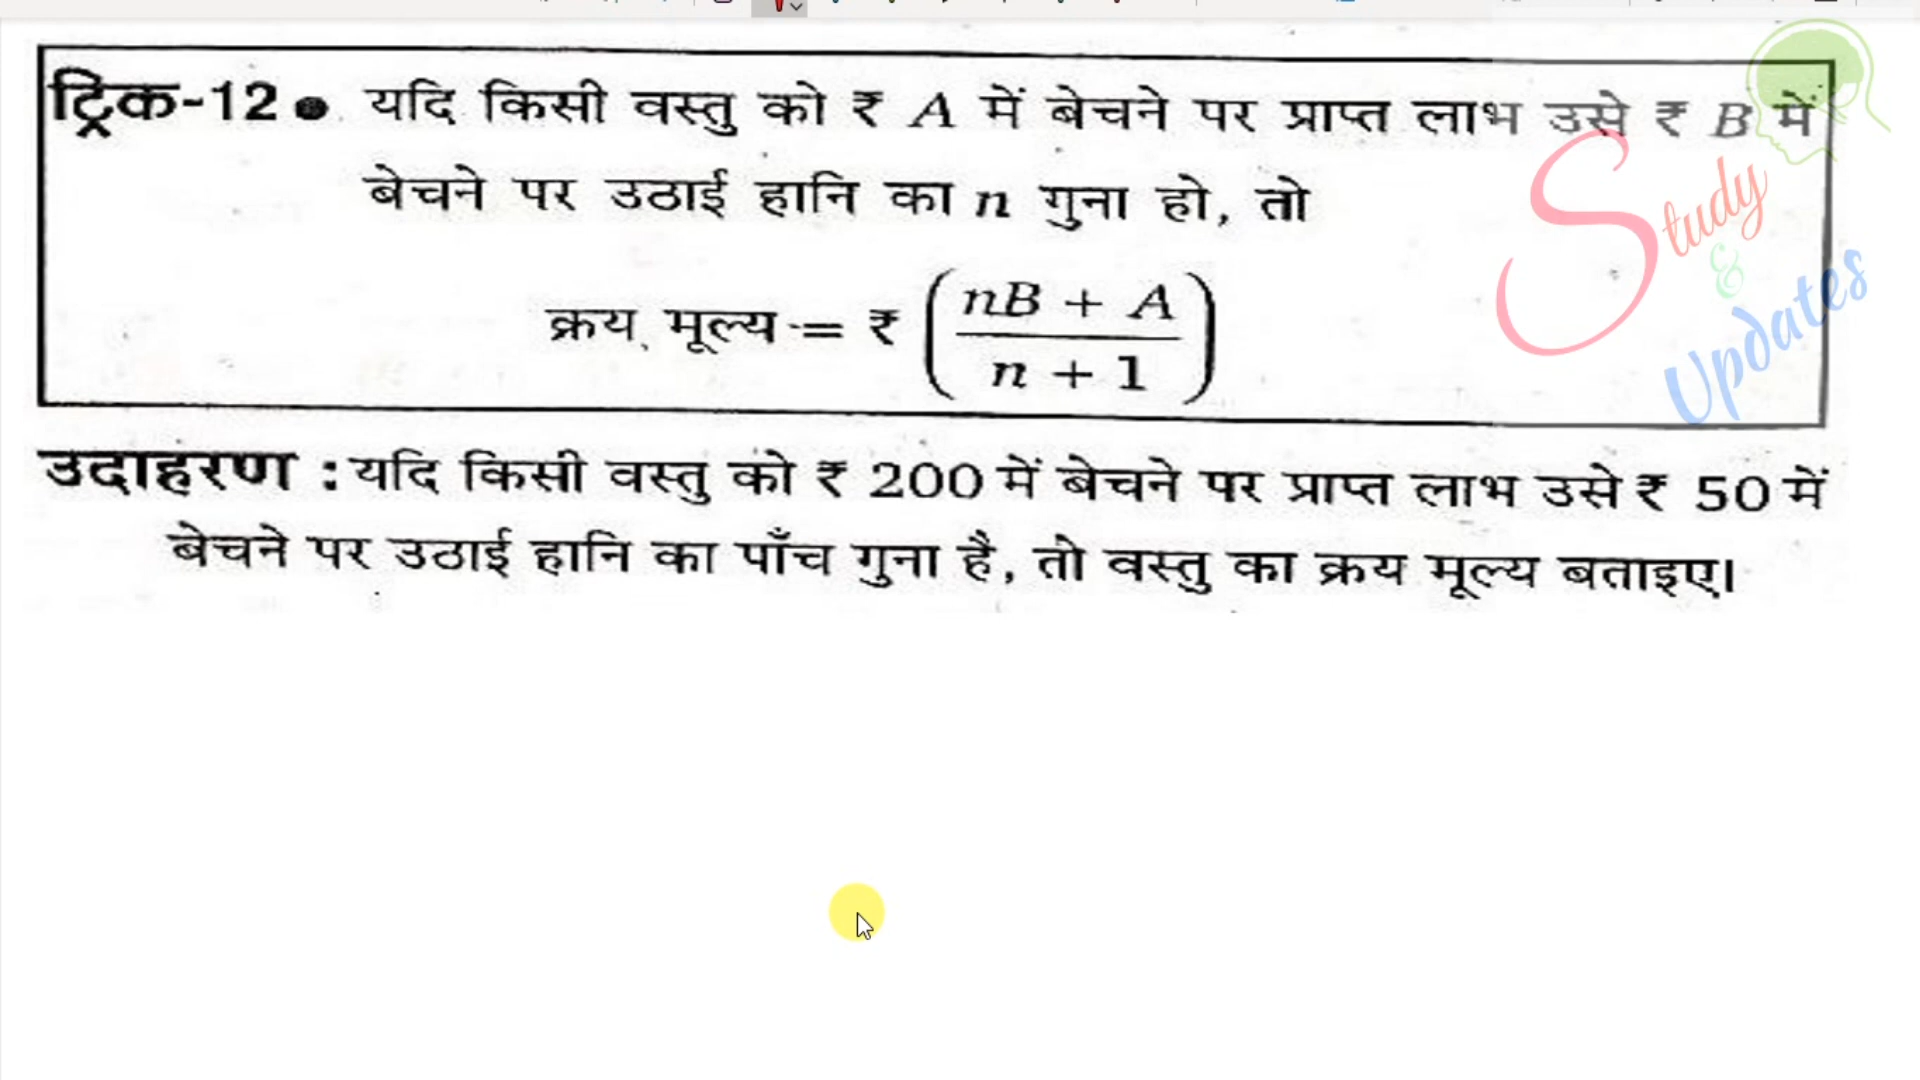 ट्रिक-12● यदि किसी वस्तु को ₹ A में बेचने पर प्राप्त लाभ उसे ₹ B में
बेचने पर उठाई हानि का n गुना हो, तो
क्रय मूल्य = ₹ (nB + A / n + 1)
Study
&
Updates
उदाहरण : यदि किसी वस्तु को ₹ 200 में बेचने पर प्राप्त लाभ उसे ₹ 50 में
बेचने पर उठाई हानि का पाँच गुना है, तो वस्तु का क्रय मूल्य बताइए।